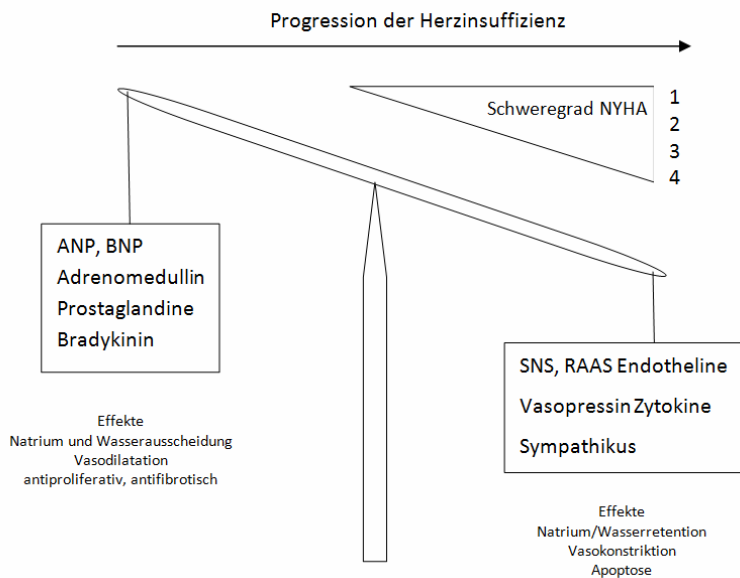 Progression der Herzinsuffizienz
Schweregrad NYHA
1
2
3
4
ANP, BNP
Adrenomedullin
Prostaglandine
Bradykinin
Effekte
Natrium und Wasserausscheidung
Vasodilatation
antiproliferativ, antifibrotisch
SNS, RAAS Endotheline
Vasopressin Zytokine
Sympathikus
Effekte
Natrium/Wasserretention
Vasokonstriktion
Apoptose